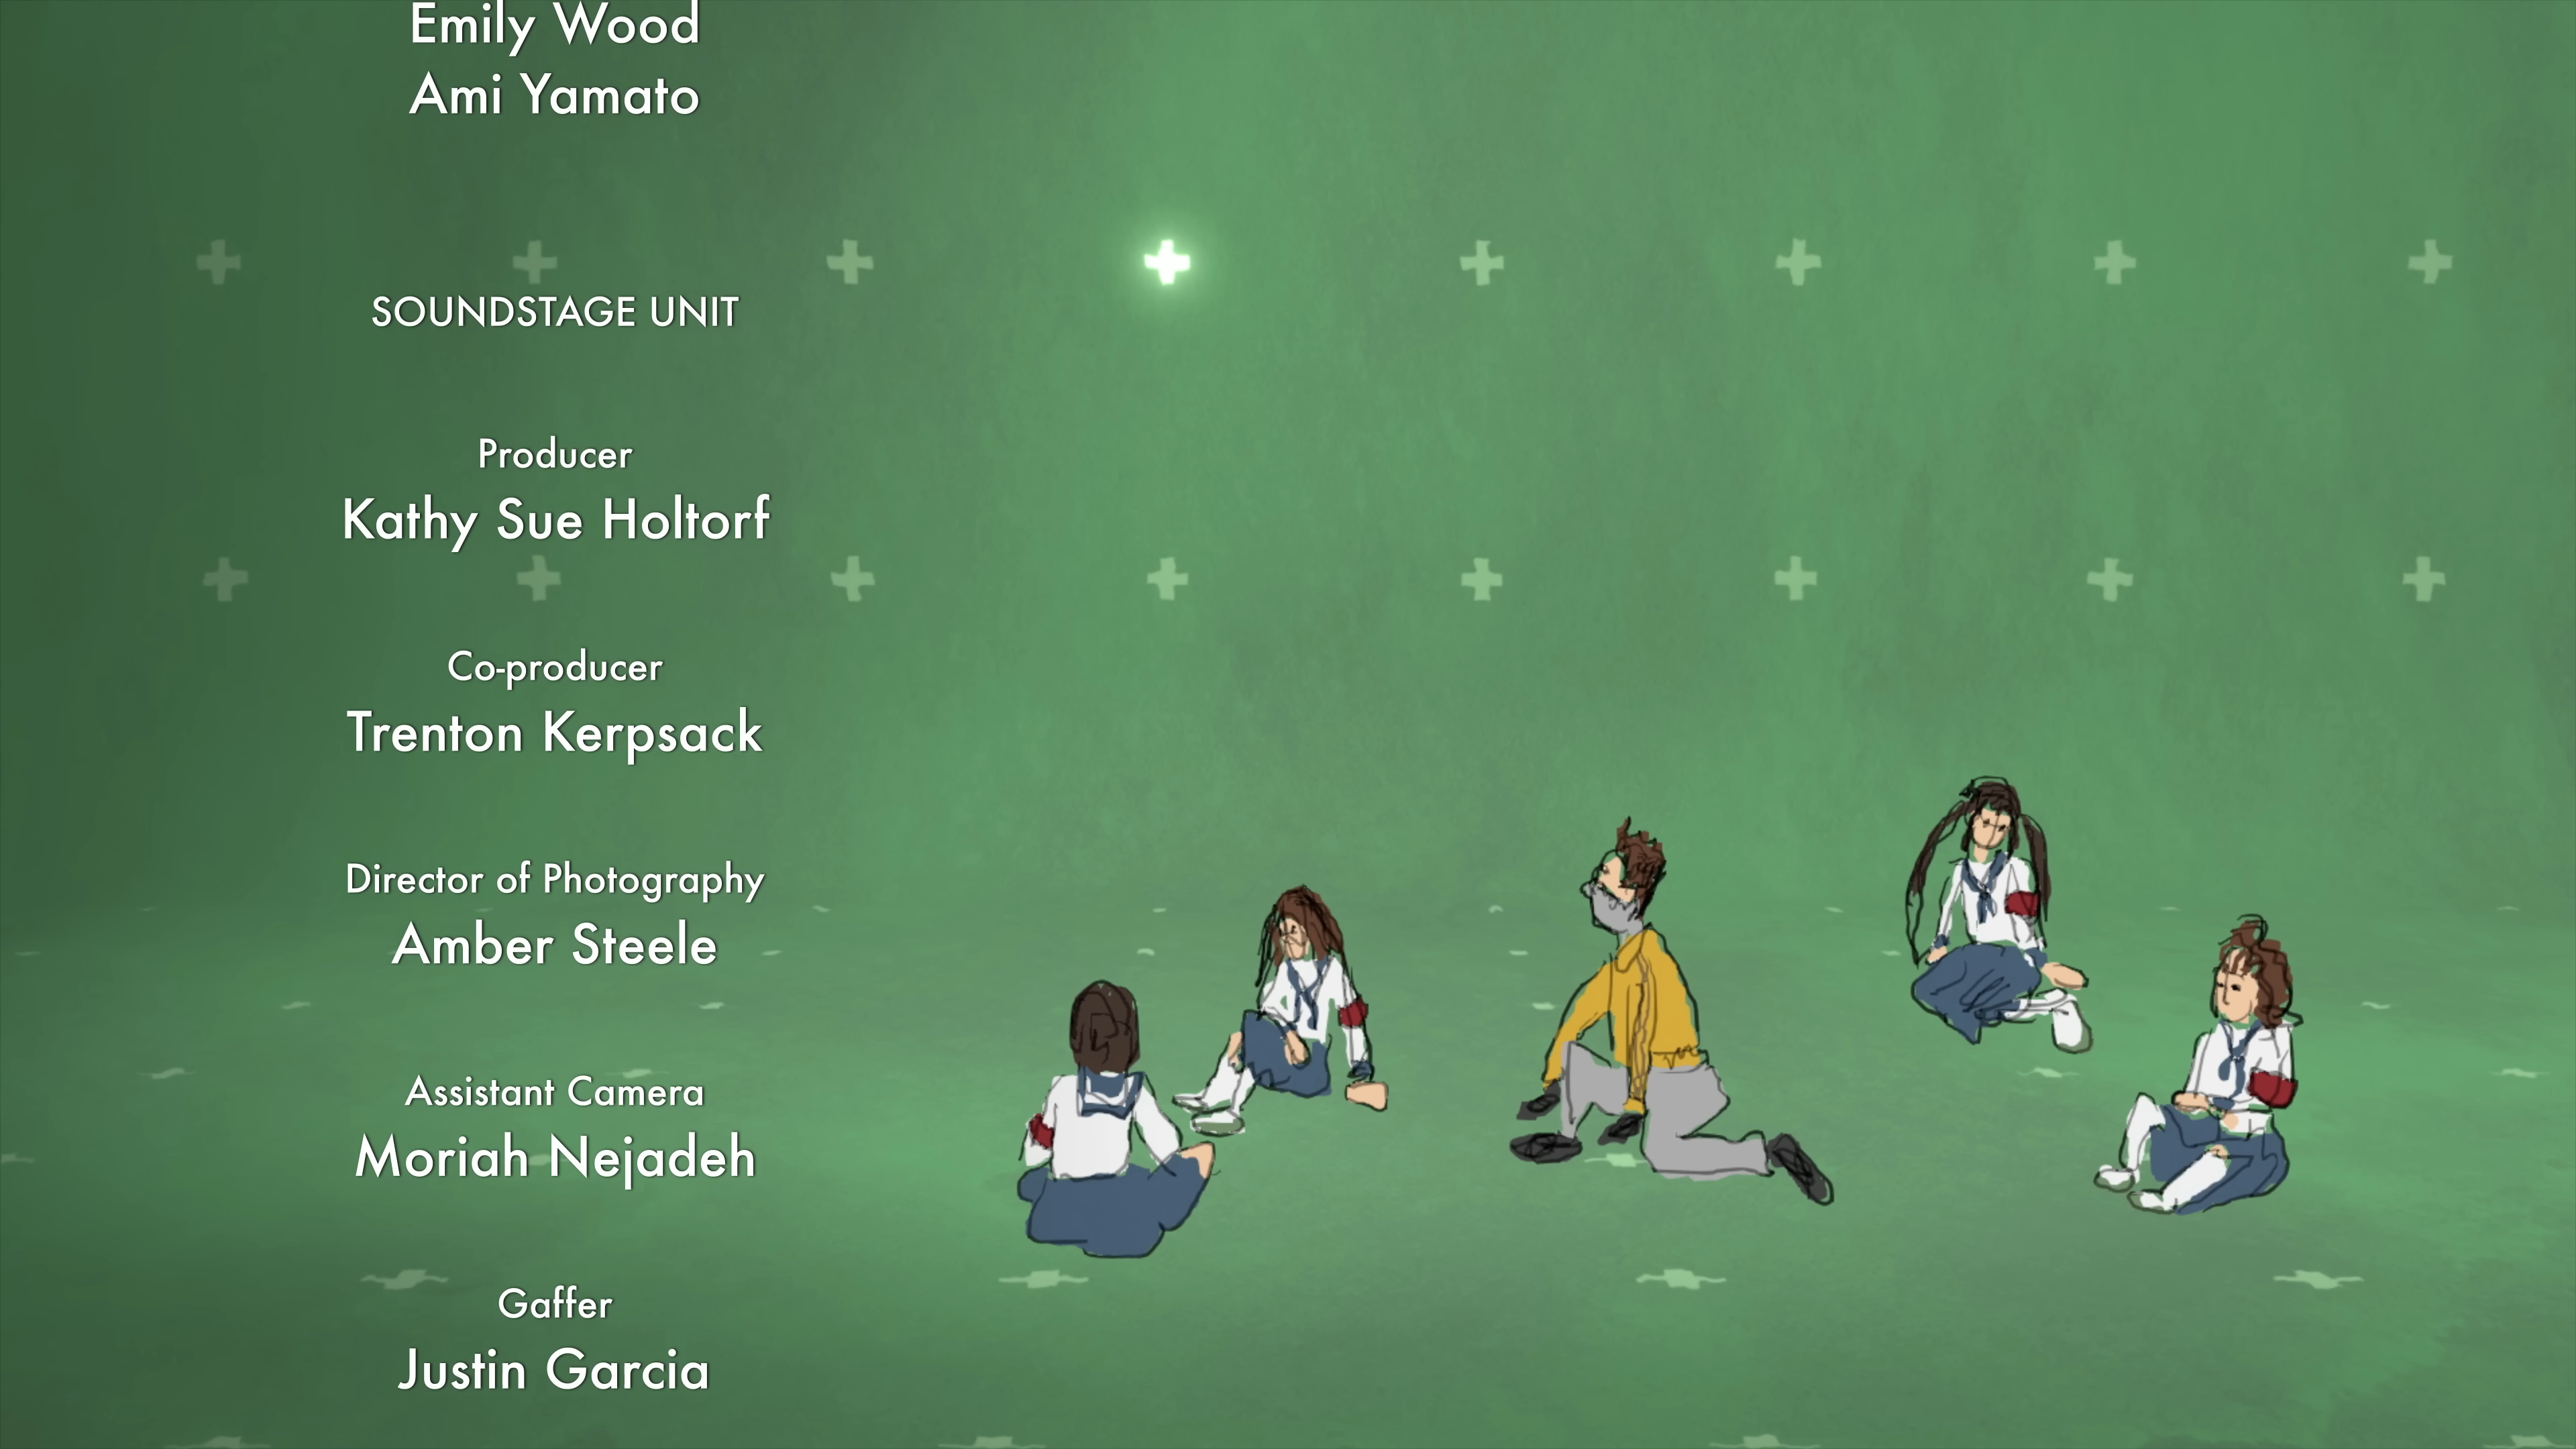 Emily Wood
Ami Yamato
SOUNDSTAGE UNIT
Producer
Kathy Sue Holtorf
Co-producer
Trenton Kerpsack
Director of Photography
Amber Steele
Assistant Camera
Moriah Nejadeh
Gaffer
Justin Garcia